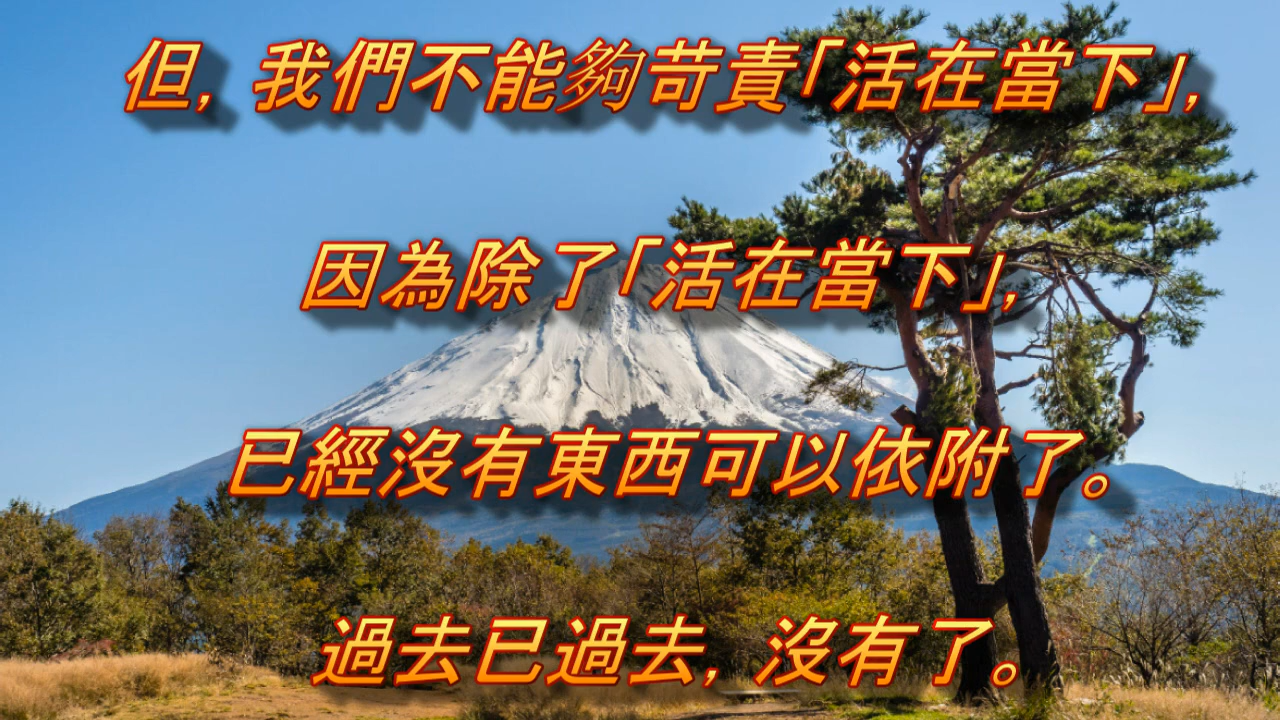 但, 我們不能夠苛責「活在當下」,
因為除了「活在當下」,
已經沒有東西可以依附了。
過去已過去, 沒有了。